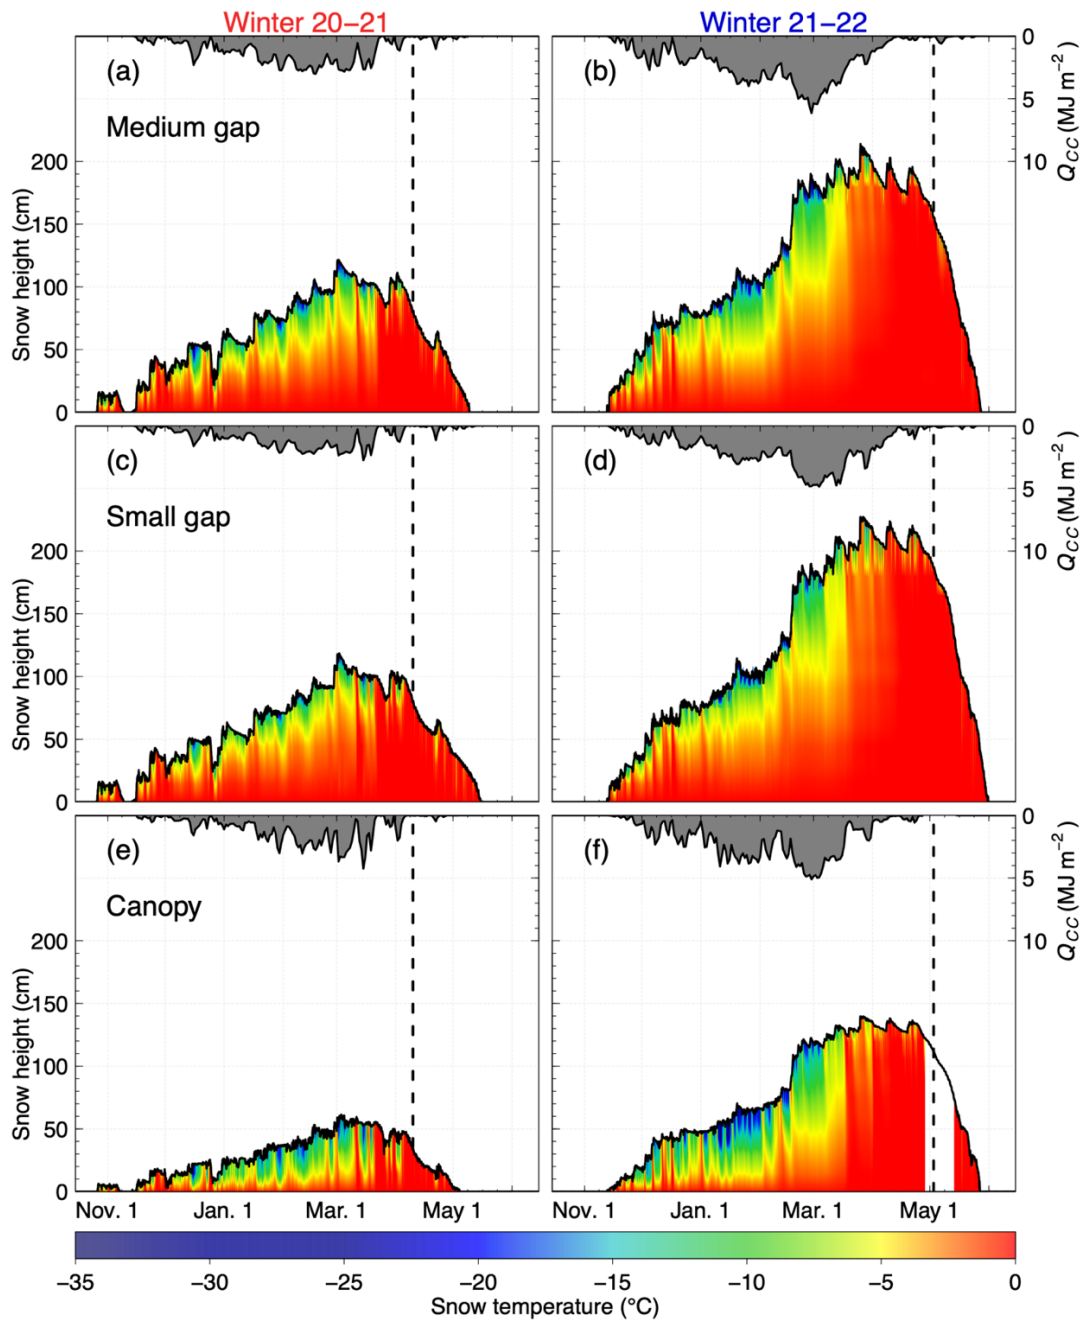 Winter 20–21 Winter 21–22
(a) (b)
Medium gap
0
5
10
Q_CC (MJ m⁻²)
200
150
100
50
0
Snow height (cm)
(c) (d)
Small gap
0
5
10
Q_CC (MJ m⁻²)
200
150
100
50
0
Snow height (cm)
(e) (f)
Canopy
0
5
10
Q_CC (MJ m⁻²)
200
150
100
50
0
Snow height (cm)
Nov. 1 Jan. 1 Mar. 1 May 1 Nov. 1 Jan. 1 Mar. 1 May 1
−35 −30 −25 −20 −15 −10 −5 0
Snow temperature (°C)